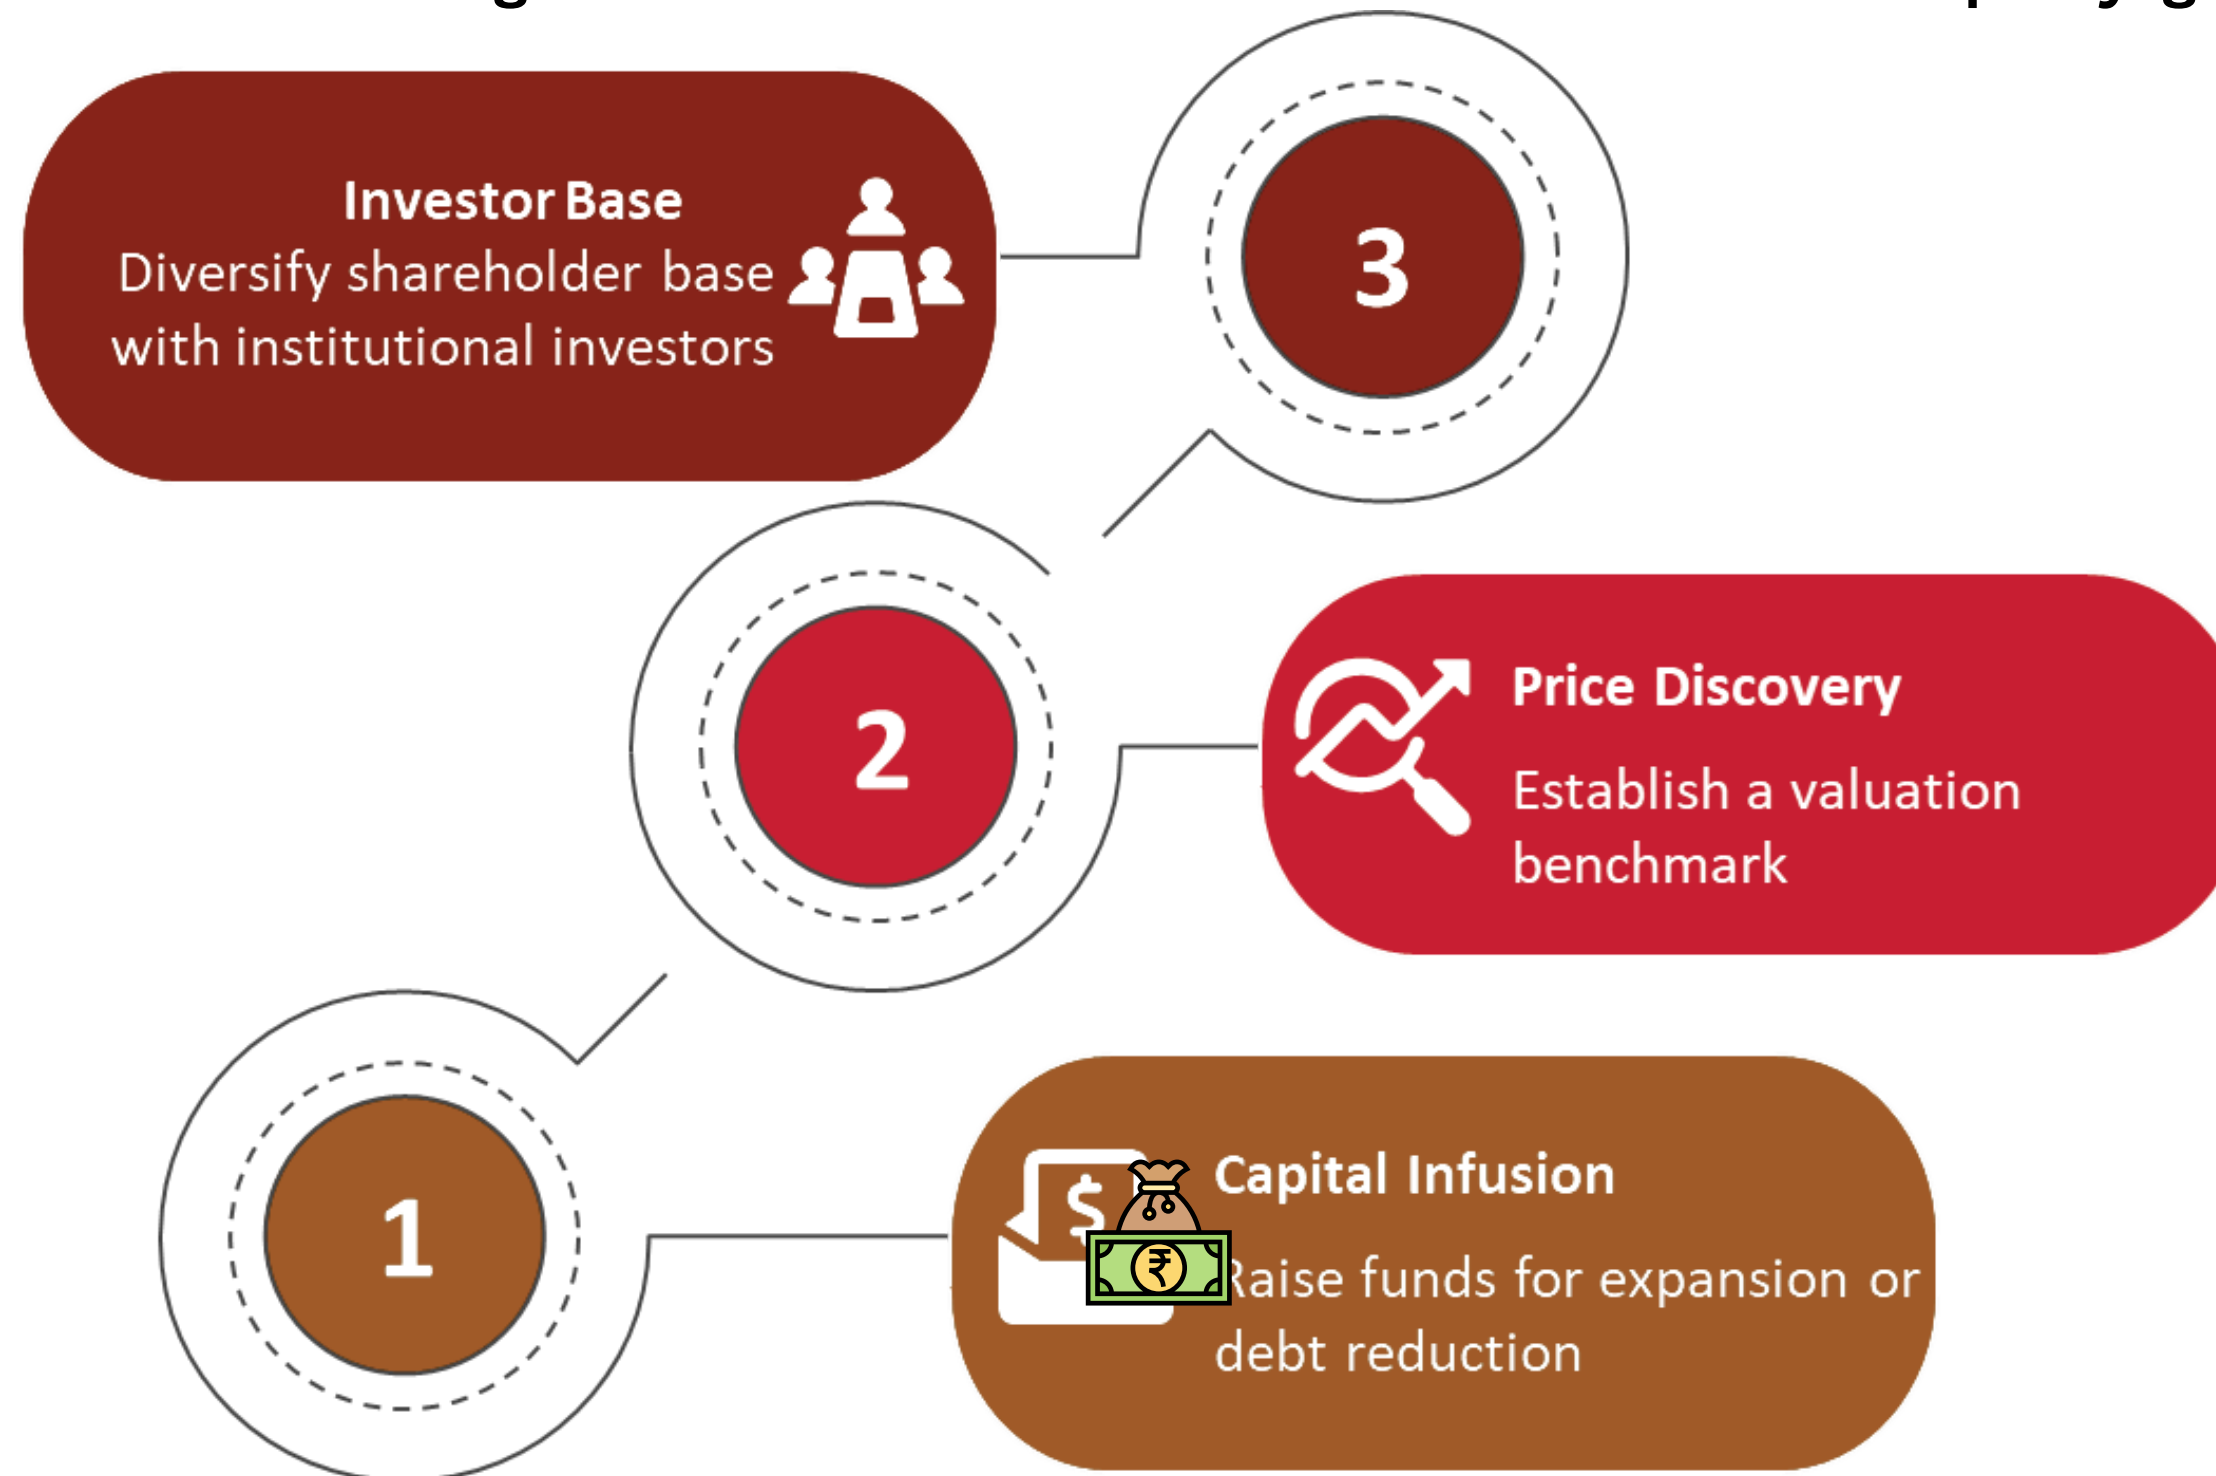 Investor Base
Diversify shareholder base
with institutional investors
3
2
Price Discovery
Establish a valuation
benchmark
1
$
Capital Infusion
₹
Raise funds for expansion or
debt reduction